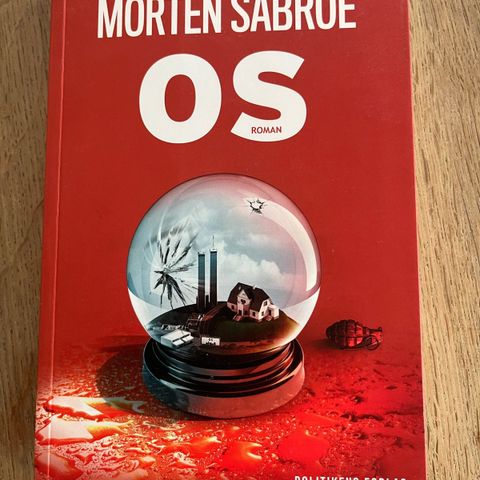 MORTEN SABROE
OS
ROMAN
POLITIKENS FORLAG